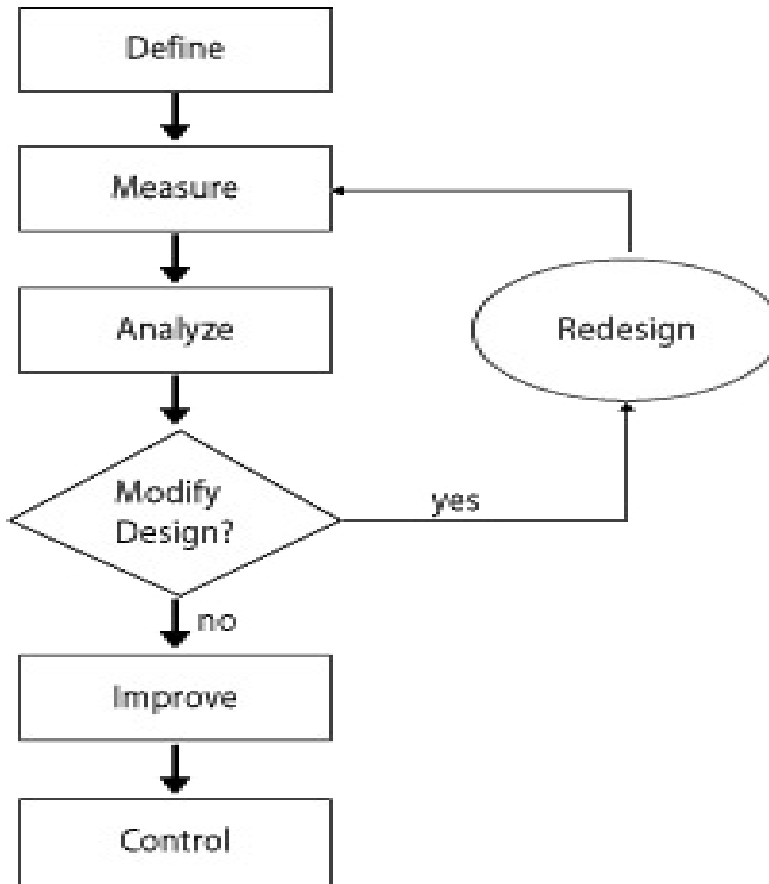 Define
Measure
Analyze
Redesign
Modify
Design?
yes
no
Improve
Control